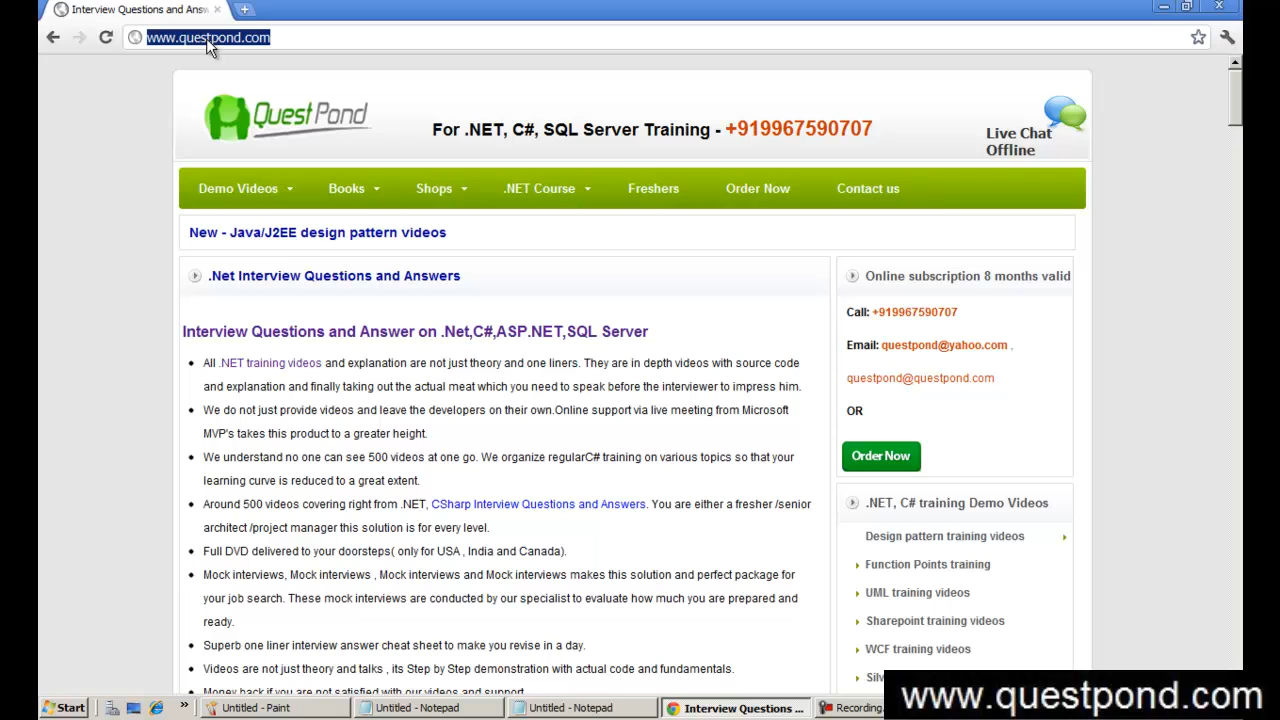 Interview Questions and Answ
www.questpond.com
QuestPond
For .NET, C#, SQL Server Training - +919967590707
Live Chat
Offline
Demo Videos
Books
Shops
.NET Course
Freshers
Order Now
Contact us
New - Java/J2EE design pattern videos
.Net Interview Questions and Answers
Interview Questions and Answer on .Net,C#,ASP.NET,SQL Server
All .NET training videos and explanation are not just theory and one liners. They are in depth videos with source code
and explanation and finally taking out the actual meat which you need to speak before the interviewer to impress him.
We do not just provide videos and leave the developers on their own.Online support via live meeting from Microsoft
MVP's takes this product to a greater height.
We understand no one can see 500 videos at one go. We organize regularC# training on various topics so that your
learning curve is reduced to a great extent.
Around 500 videos covering right from .NET, CSharp Interview Questions and Answers. You are either a fresher /senior
architect /project manager this solution is for every level.
Full DVD delivered to your doorsteps( only for USA , India and Canada).
Mock interviews, Mock interviews , Mock interviews and Mock interviews makes this solution and perfect package for
your job search. These mock interviews are conducted by our specialist to evaluate how much you are prepared and
ready.
Superb one liner interview answer cheat sheet to make you revise in a day.
Videos are not just theory and talks , its Step by Step demonstration with actual code and fundamentals.
Money back if you are not satisfied with our videos and support
Online subscription 8 months valid
Call: +919967590707
Email: questpond@yahoo.com ,
questpond@questpond.com
OR
Order Now
.NET, C# training Demo Videos
Design pattern training videos
Function Points training
UML training videos
Sharepoint training videos
WCF training videos
Silv
www.questpond.com
Start
Untitled - Paint
Untitled - Notepad
Untitled - Notepad
Interview Questions ...
Recording